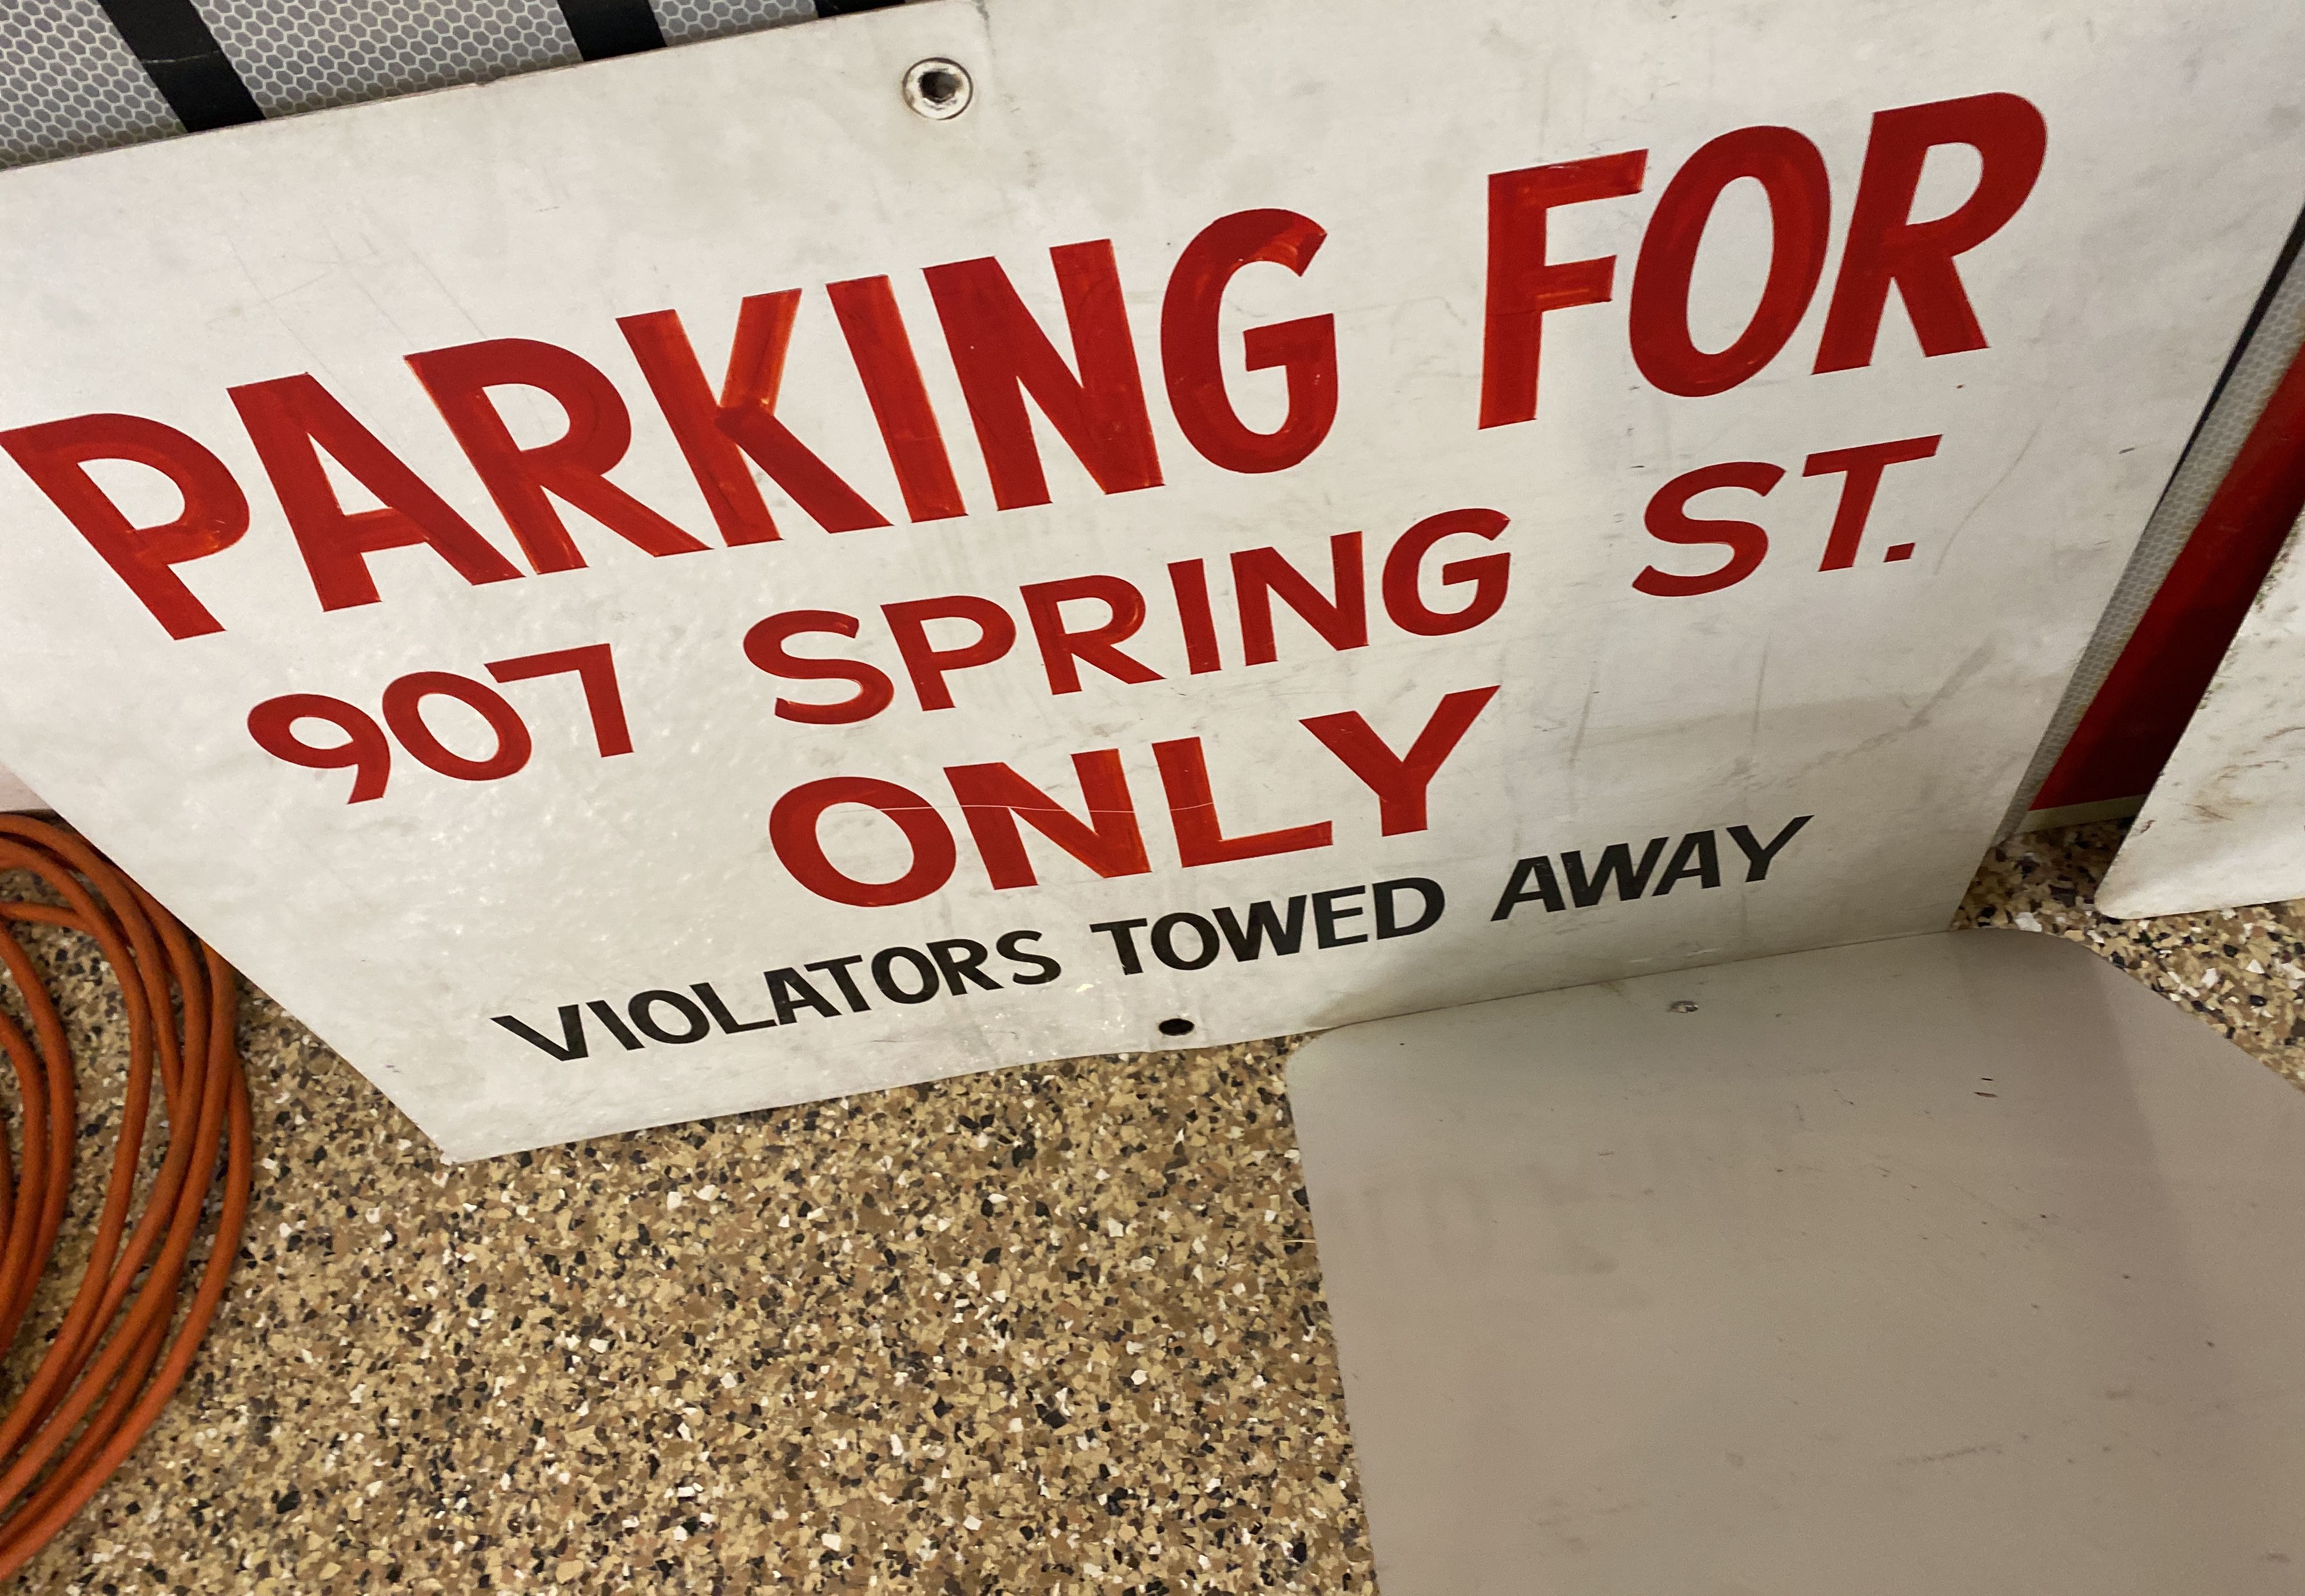 PARKING FOR
907 SPRING ST.
ONLY
VIOLATORS TOWED AWAY